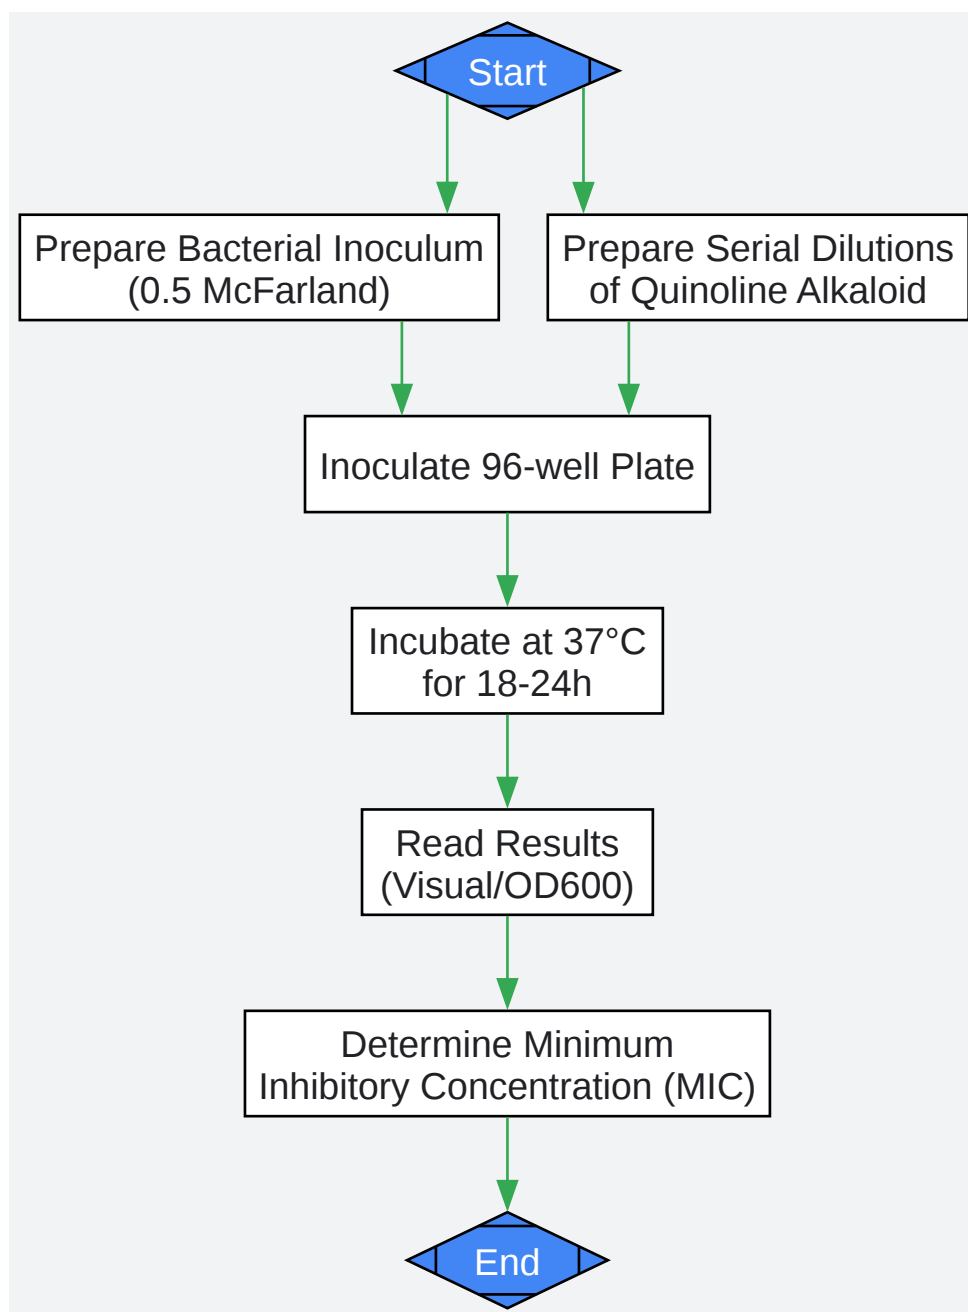 Start
Prepare Bacterial Inoculum
(0.5 McFarland)
Prepare Serial Dilutions
of Quinoline Alkaloid
Inoculate 96-well Plate
Incubate at 37°C
for 18-24h
Read Results
(Visual/OD600)
Determine Minimum
Inhibitory Concentration (MIC)
End